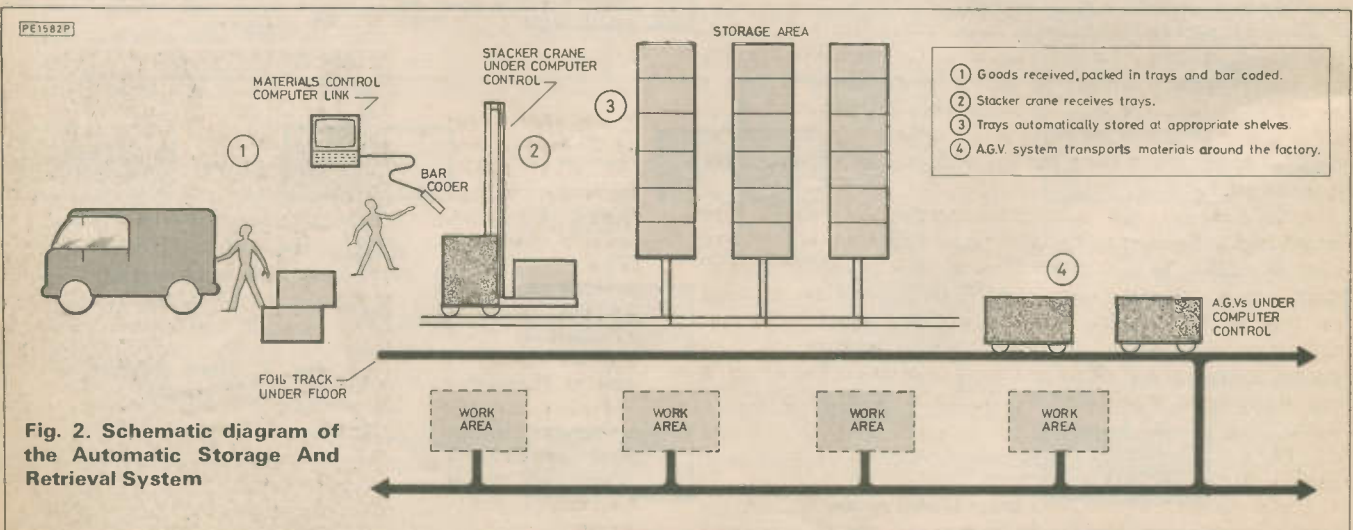 PE1582P
STORAGE AREA
STACKER CRANE
UNDER COMPUTER
CONTROL
MATERIALS CONTROL
COMPUTER LINK
1
2
3
BAR
COOER
1 Goods received, packed in trays and bar coded.
2 Stacker crane receives trays.
3 Trays automatically stored at appropriate shelves.
4 A.G.V. system transports materials around the factory.
4
A.G.Vs UNDER
COMPUTER
CONTROL
FOIL TRACK
UNDER FLOOR
WORK
AREA
WORK
AREA
WORK
AREA
WORK
AREA
Fig. 2. Schematic diagram of
the Automatic Storage And
Retrieval System